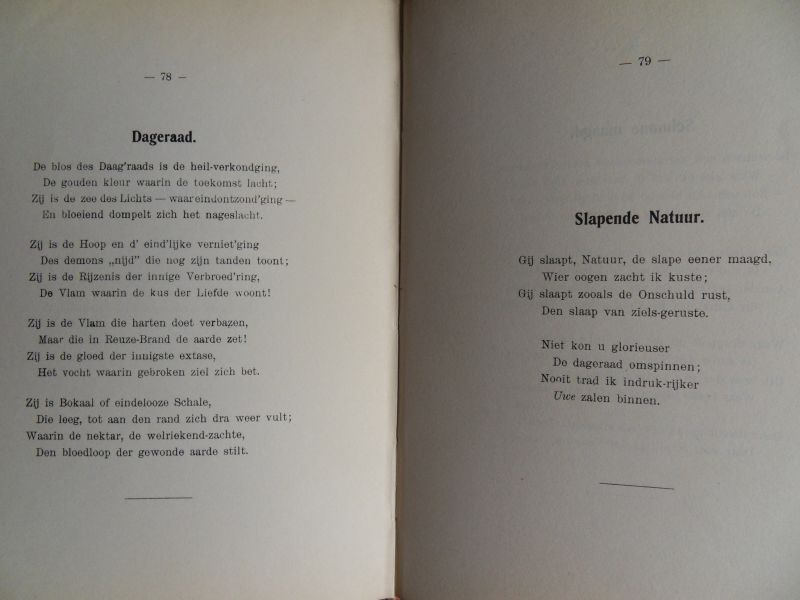 — 78 —
Dageraad.
De blos des Daag'raads is de heil-verkondging,
De gouden kleur waarin de toekomst lacht;
Zij is de zee des Lichts — waar eindontzond'ging —
En bloeiend dompelt zich het nageslacht.
Zij is de Hoop en d' eind'lijke verniet'ging
Des demons „nijd” die nog zijn tanden toont;
Zij is de Rijzenis der innige Verbroed'ring,
De Vlam waarin de kus der Liefde woont!
Zij is de Vlam die harten doet verbazen,
Maar die in Reuze-Brand de aarde zet!
Zij is de gloed der innigste extase,
Het vocht waarin gebroken ziel zich bet.
Zij is Bokaal of eindelooze Schale,
Die leeg, tot aan den rand zich dra weer vult;
Waarin de nektar, de welriekend-zachte,
Den bloedloop der gewonde aarde stilt.
— 79 —
Slapende Natuur.
Gij slaapt, Natuur, de slape eener maagd,
Wier oogen zacht ik kuste;
Gij slaapt zooals de Onschuld rust,
Den slaap van ziels-geruste.
Niet kon u glorieuser
De dageraad omspinnen;
Nooit trad ik indruk-rijker
Uwe zalen binnen.